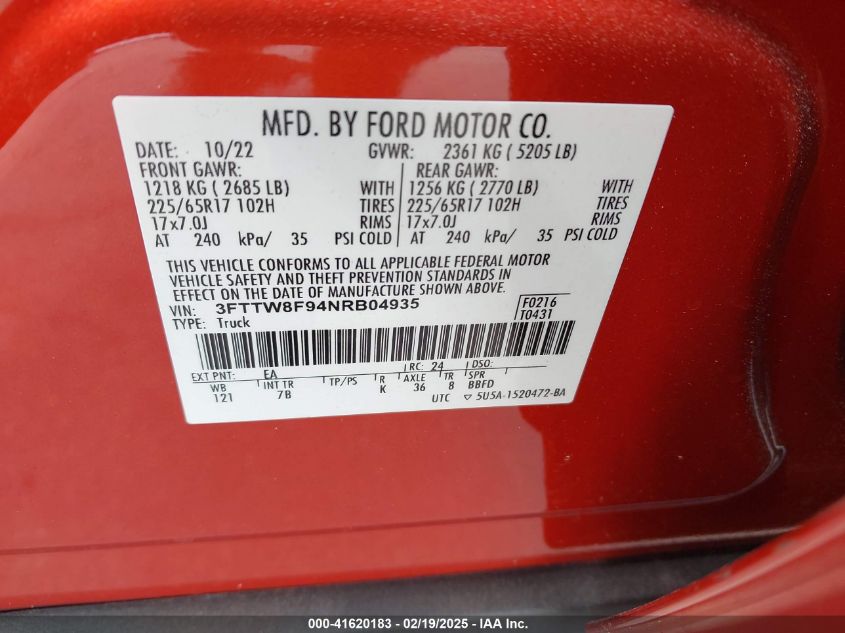 MFD. BY FORD MOTOR CO.
DATE: 10/22 GVWR: 2361 KG ( 5205 LB)
FRONT GAWR: REAR GAWR:
1218 KG ( 2685 LB) WITH 1256 KG ( 2770 LB) WITH
225/65R17 102H TIRES 225/65R17 102H TIRES
17x7.0J RIMS 17x7.0J RIMS
AT 240 kPa/ 35 PSI COLD AT 240 kPa/ 35 PSI COLD
THIS VEHICLE CONFORMS TO ALL APPLICABLE FEDERAL MOTOR
VEHICLE SAFETY AND THEFT PREVENTION STANDARDS IN
EFFECT ON THE DATE OF MANUFACTURE SHOWN ABOVE.
VIN: 3FTTW8F94NRB04935 F0216
TYPE: Truck T0431
EXT PNT: EA RC: 24 DSO:
WB INT TR TP/PS R AXLE TR SPR
121 7B K 36 8 BBFD
UTC ▽ 5U5A-1520472-BA
000-41620183 - 02/19/2025 - IAA Inc.